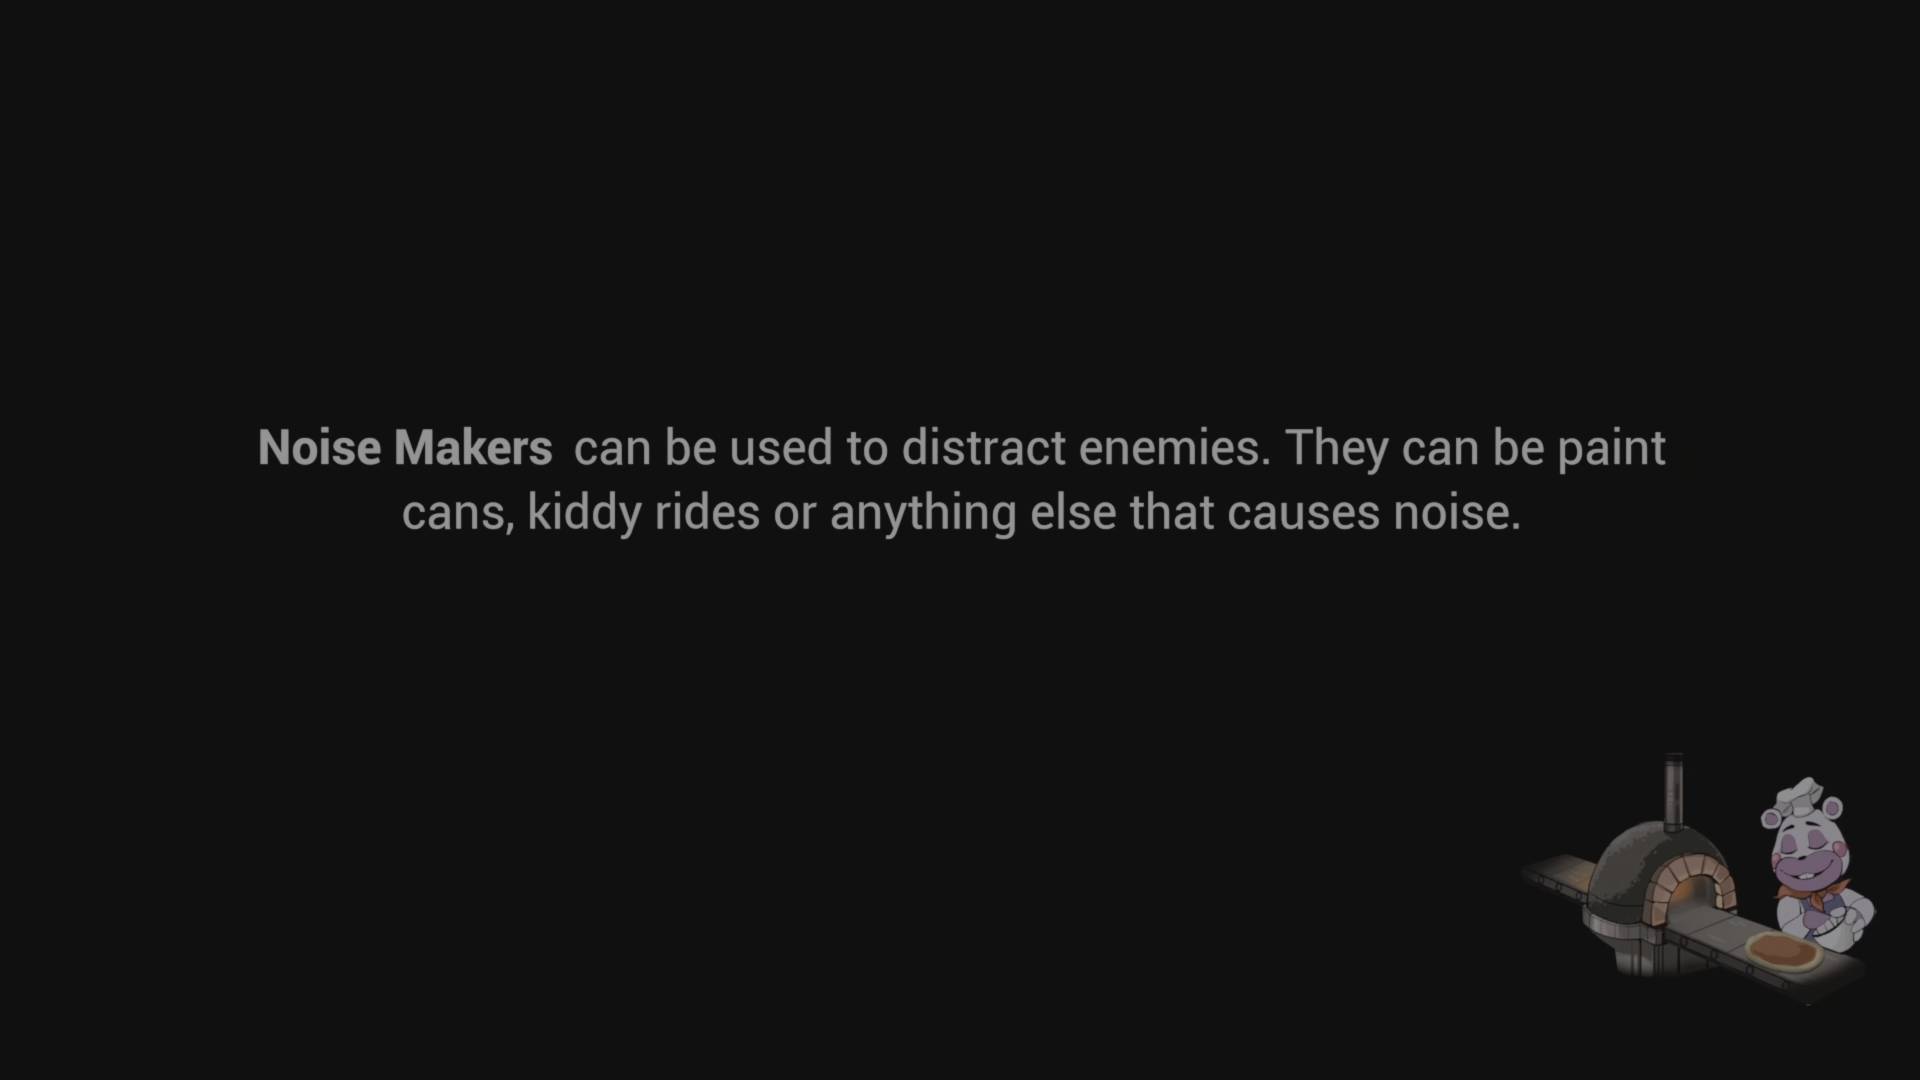 Noise Makers can be used to distract enemies. They can be paint
cans, kiddy rides or anything else that causes noise.